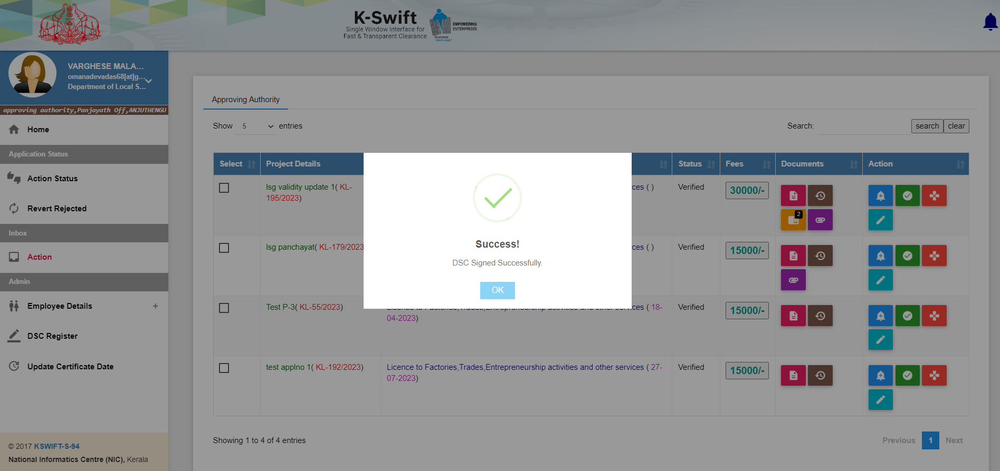 K-Swift
Single Window Interface for
Fast & Transparent Clearance
EMPOWERING
ENTERPRISES
Business
made easy!
VARGHESE MALA...
omanadevadas68[at]g...
Department of Local S...
approving authority,Panjayath Off,ANJUTHENGU
Home
Application Status
Action Status
Revert Rejected
Inbox
Action
Admin
Employee Details +
DSC Register
Update Certificate Date
© 2017 KSWIFT-S-94
National Informatics Centre (NIC), Kerala
Approving Authority
Show 5 entries
Search: search clear
Select Project Details Status Fees Documents Action
lsg validity update 1( KL-
195/2023)
ces ( ) Verified 30000/-
2
lsg panchayat( KL-179/2023
ces ( ) Verified 15000/-
Success!
DSC Signed Successfully.
OK
Test P-3( KL-55/2023) Licence to Factories,Trades,Entrepreneurship activities and other services ( 18-
04-2023)
Verified 15000/-
test applno 1( KL-192/2023) Licence to Factories,Trades,Entrepreneurship activities and other services ( 27-
07-2023)
Verified 15000/-
Showing 1 to 4 of 4 entries
Previous 1 Next